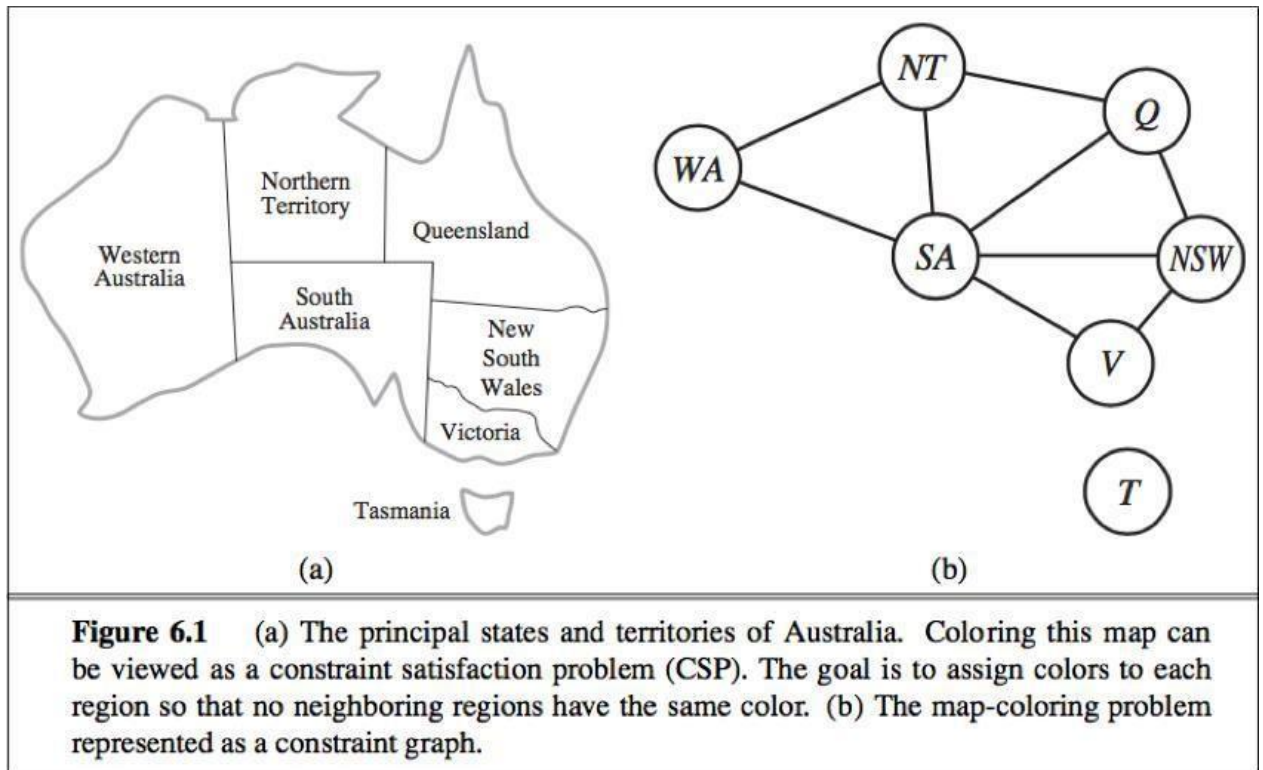 Northern
Territory
Western
Australia
Queensland
South
Australia
New
South
Wales
Victoria
Tasmania
(a)
NT
Q
WA
SA
NSW
V
T
(b)
Figure 6.1 (a) The principal states and territories of Australia. Coloring this map can
be viewed as a constraint satisfaction problem (CSP). The goal is to assign colors to each
region so that no neighboring regions have the same color. (b) The map-coloring problem
represented as a constraint graph.